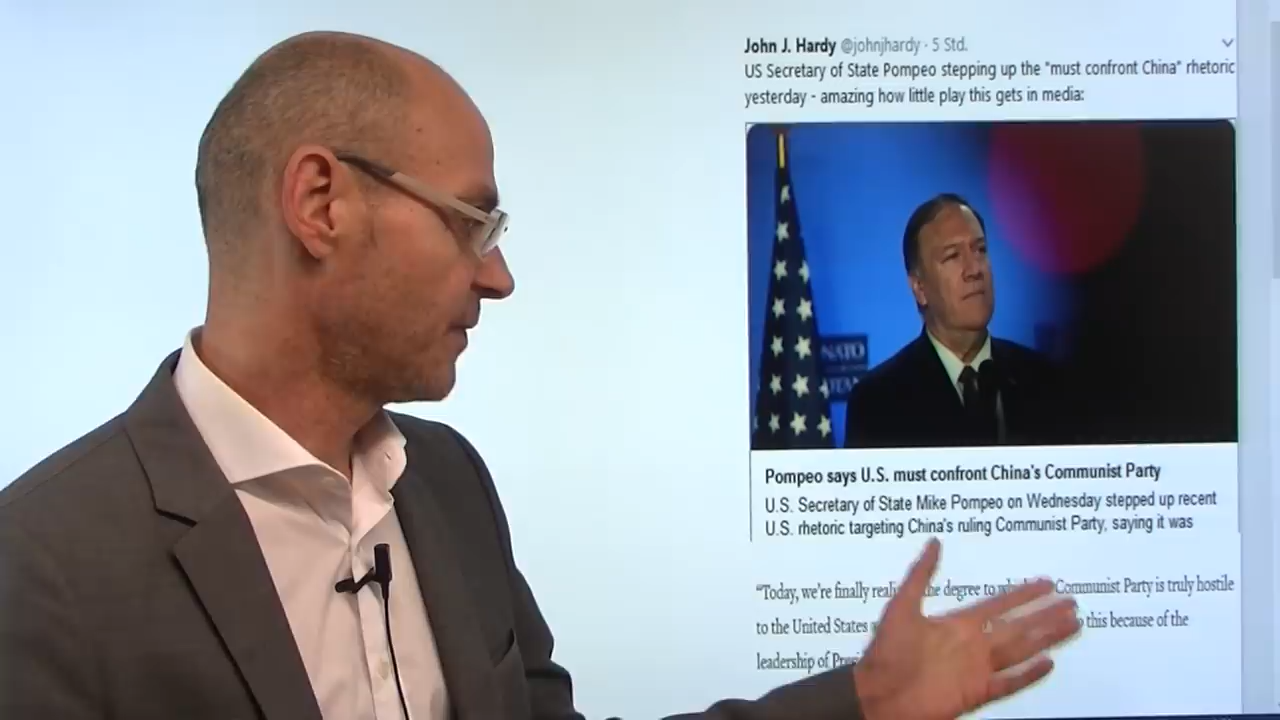 John J. Hardy @johnjhardy · 5 Std.
US Secretary of State Pompeo stepping up the "must confront China" rhetoric
yesterday - amazing how little play this gets in media:
NATO
OTAN
Pompeo says U.S. must confront China's Communist Party
U.S. Secretary of State Mike Pompeo on Wednesday stepped up recent
U.S. rhetoric targeting China's ruling Communist Party, saying it was
“Today, we're finally the degree to Communist Party is truly hostile
to the United States this because of the
leadership of